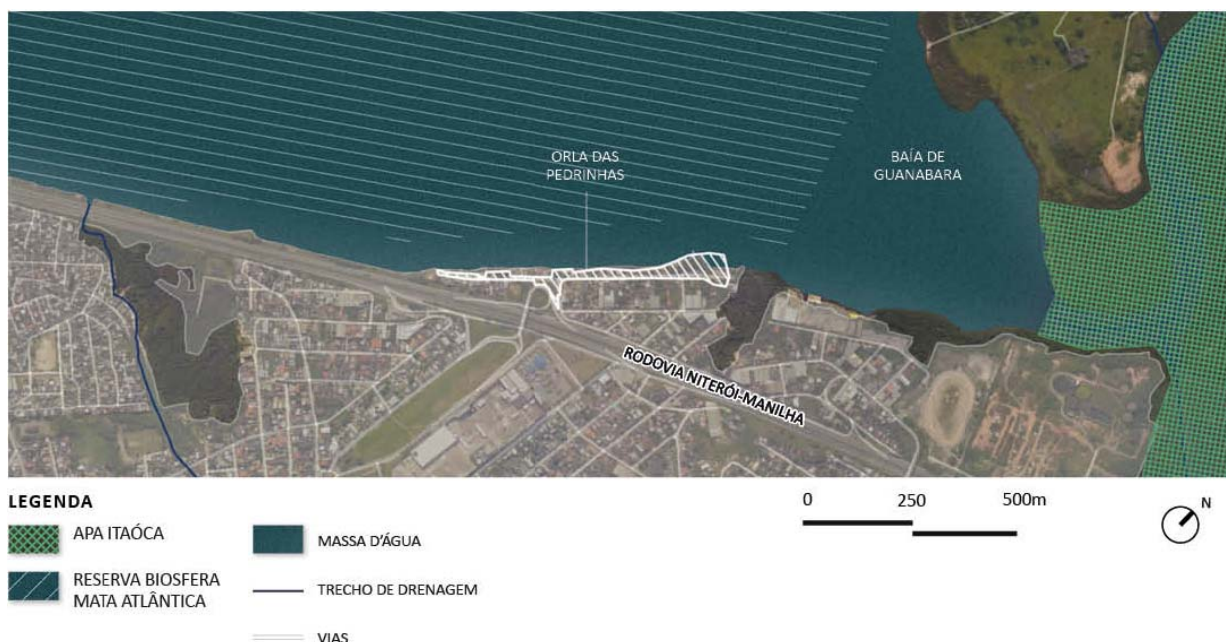 ORLA DAS
PEDRINHAS
BAÍA DE
GUANABARA
RODOVIA NITERÓI-MANILHA
LEGENDA
APA ITAÓCA
RESERVA BIOSFERA
MATA ATLÂNTICA
MASSA D'ÁGUA
TRECHO DE DRENAGEM
VIAS
0 250 500m
N